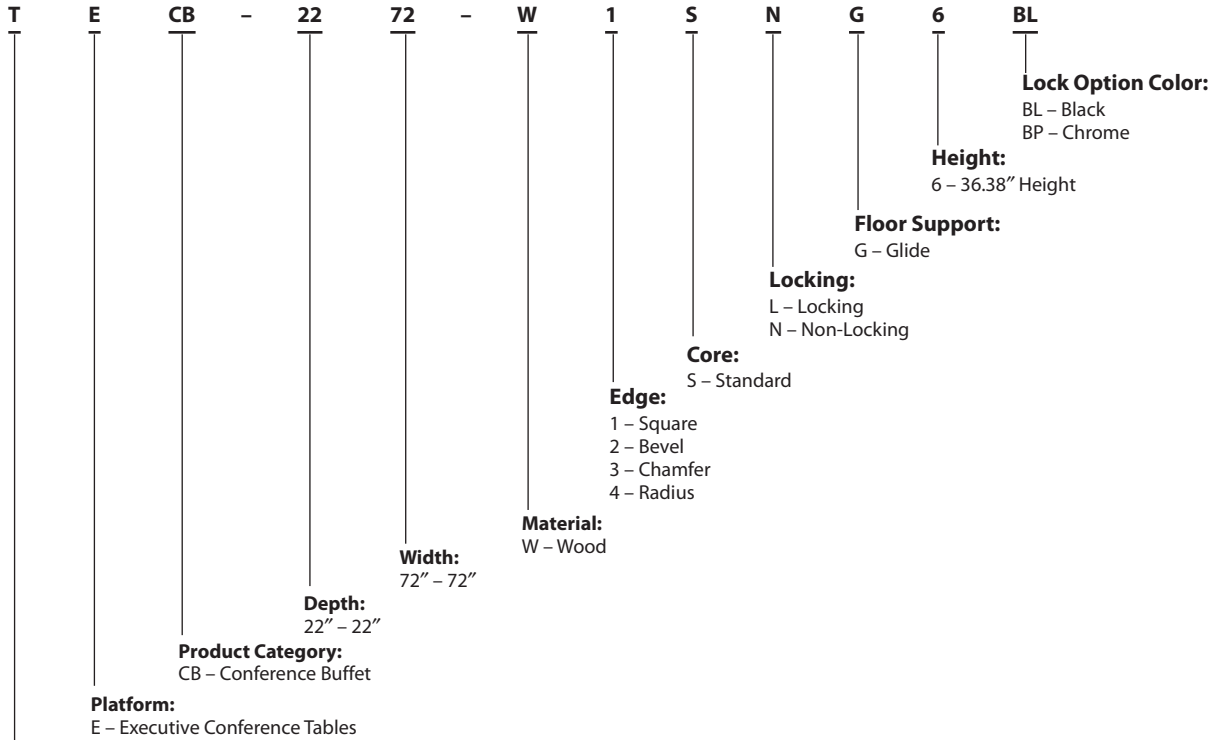 T E CB – 22 72 – W 1 S N G 6 BL
Lock Option Color:
BL – Black
BP – Chrome
Height:
6 – 36.38″ Height
Floor Support:
G – Glide
Locking:
L – Locking
N – Non-Locking
Core:
S – Standard
Edge:
1 – Square
2 – Bevel
3 – Chamfer
4 – Radius
Material:
W – Wood
Width:
72″ – 72″
Depth:
22″ – 22″
Product Category:
CB – Conference Buffet
Platform:
E – Executive Conference Tables